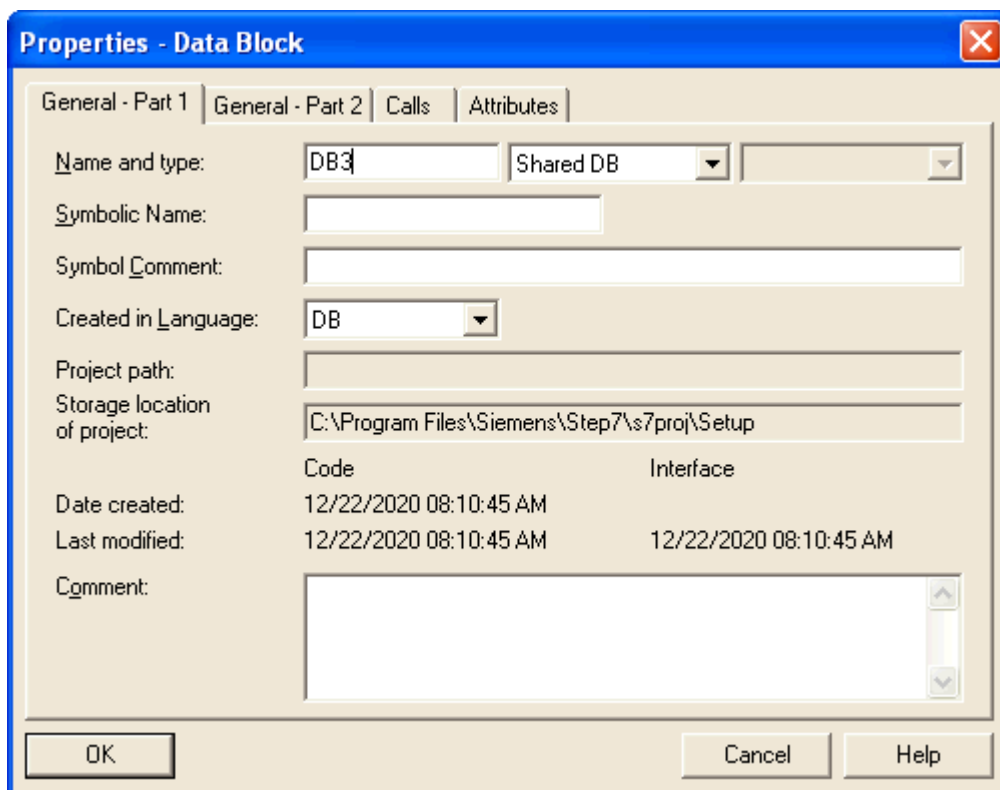 Properties - Data Block
General - Part 1 General - Part 2 Calls Attributes
Name and type: DB3 Shared DB
Symbolic Name:
Symbol Comment:
Created in Language: DB
Project path:
Storage location
of project: C:\Program Files\Siemens\Step7\s7proj\Setup
Code Interface
Date created: 12/22/2020 08:10:45 AM
Last modified: 12/22/2020 08:10:45 AM 12/22/2020 08:10:45 AM
Comment:
OK Cancel Help